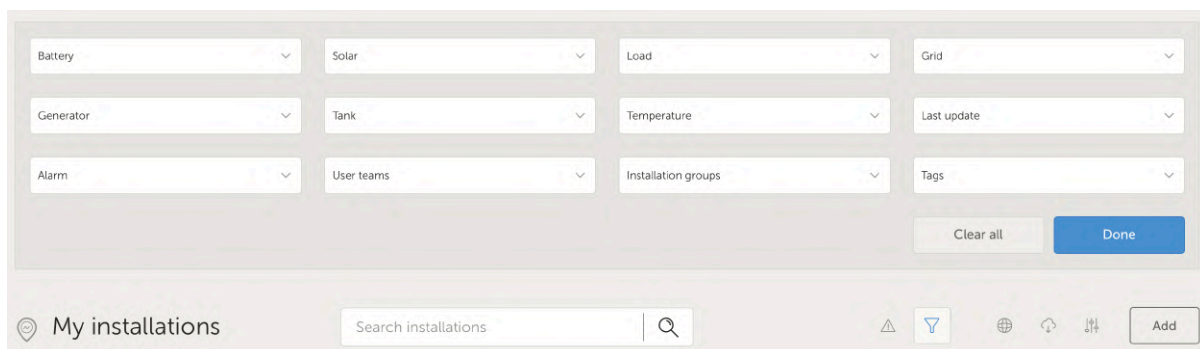 Battery Solar Load Grid
Generator Tank Temperature Last update
Alarm User teams Installation groups Tags
Clear all Done
My installations Search installations Add